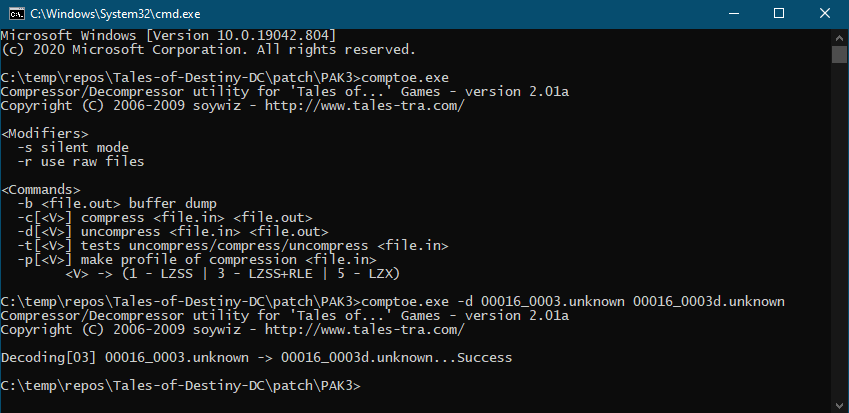 C:\Windows\System32\cmd.exe
Microsoft Windows [Version 10.0.19042.804]
(c) 2020 Microsoft Corporation. All rights reserved.
C:\temp\repos\Tales-of-Destiny-DC\patch\PAK3>comptoe.exe
Compressor/Decompressor utility for 'Tales of...' Games - version 2.01a
Copyright (C) 2006-2009 soywiz - http://www.tales-tra.com/
<Modifiers>
  -s silent mode
  -r use raw files
<Commands>
  -b <file.out> buffer dump
  -c[<V>] compress <file.in> <file.out>
  -d[<V>] uncompress <file.in> <file.out>
  -t[<V>] tests uncompress/compress/uncompress <file.in>
  -p[<V>] make profile of compression <file.in>
        <V> -> (1 - LZSS | 3 - LZSS+RLE | 5 - LZX)
C:\temp\repos\Tales-of-Destiny-DC\patch\PAK3>comptoe.exe -d 00016_0003.unknown 00016_0003d.unknown
Compressor/Decompressor utility for 'Tales of...' Games - version 2.01a
Copyright (C) 2006-2009 soywiz - http://www.tales-tra.com/
Decoding[03] 00016_0003.unknown -> 00016_0003d.unknown...Success
C:\temp\repos\Tales-of-Destiny-DC\patch\PAK3>